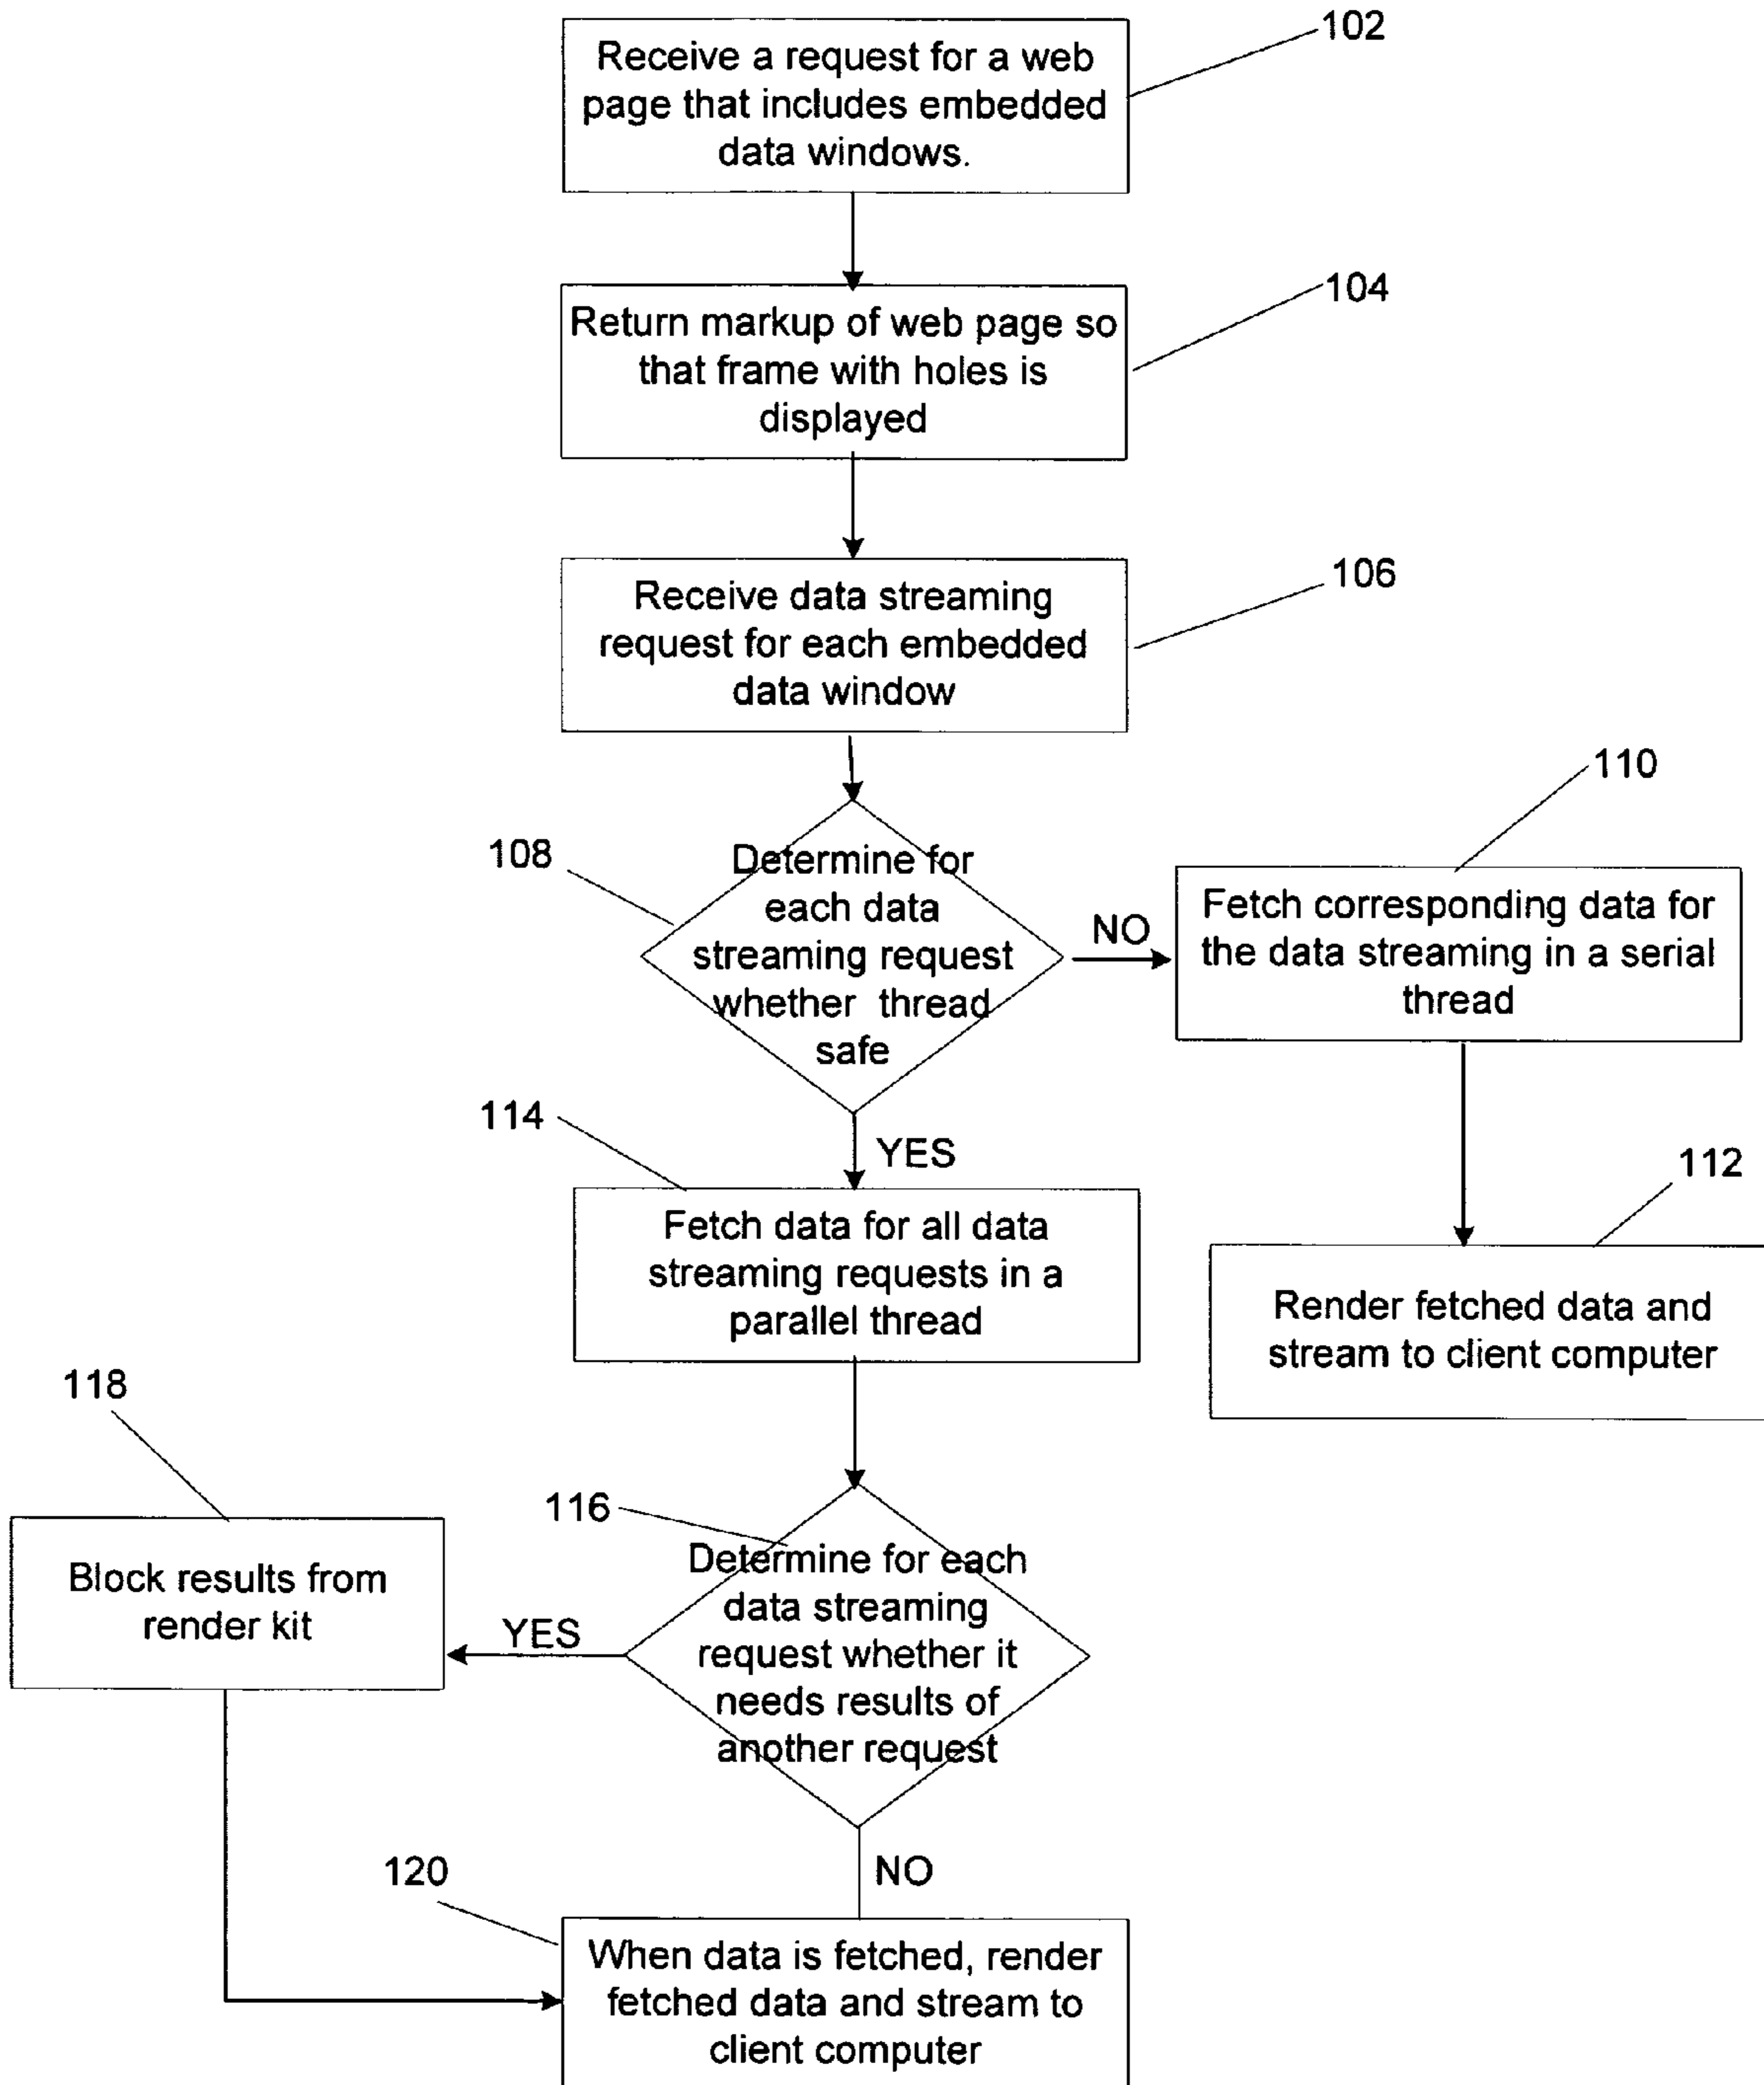 102
Receive a request for a web
page that includes embedded
data windows.
104
Return markup of web page so
that frame with holes is
displayed
106
Receive data streaming
request for each embedded
data window
108
Determine for
each data
streaming request
whether thread
safe
NO
110
Fetch corresponding data for
the data streaming in a serial
thread
YES
112
Render fetched data and
stream to client computer
114
Fetch data for all data
streaming requests in a
parallel thread
116
Determine for each
data streaming
request whether it
needs results of
another request
YES
118
Block results from
render kit
NO
120
When data is fetched, render
fetched data and stream to
client computer